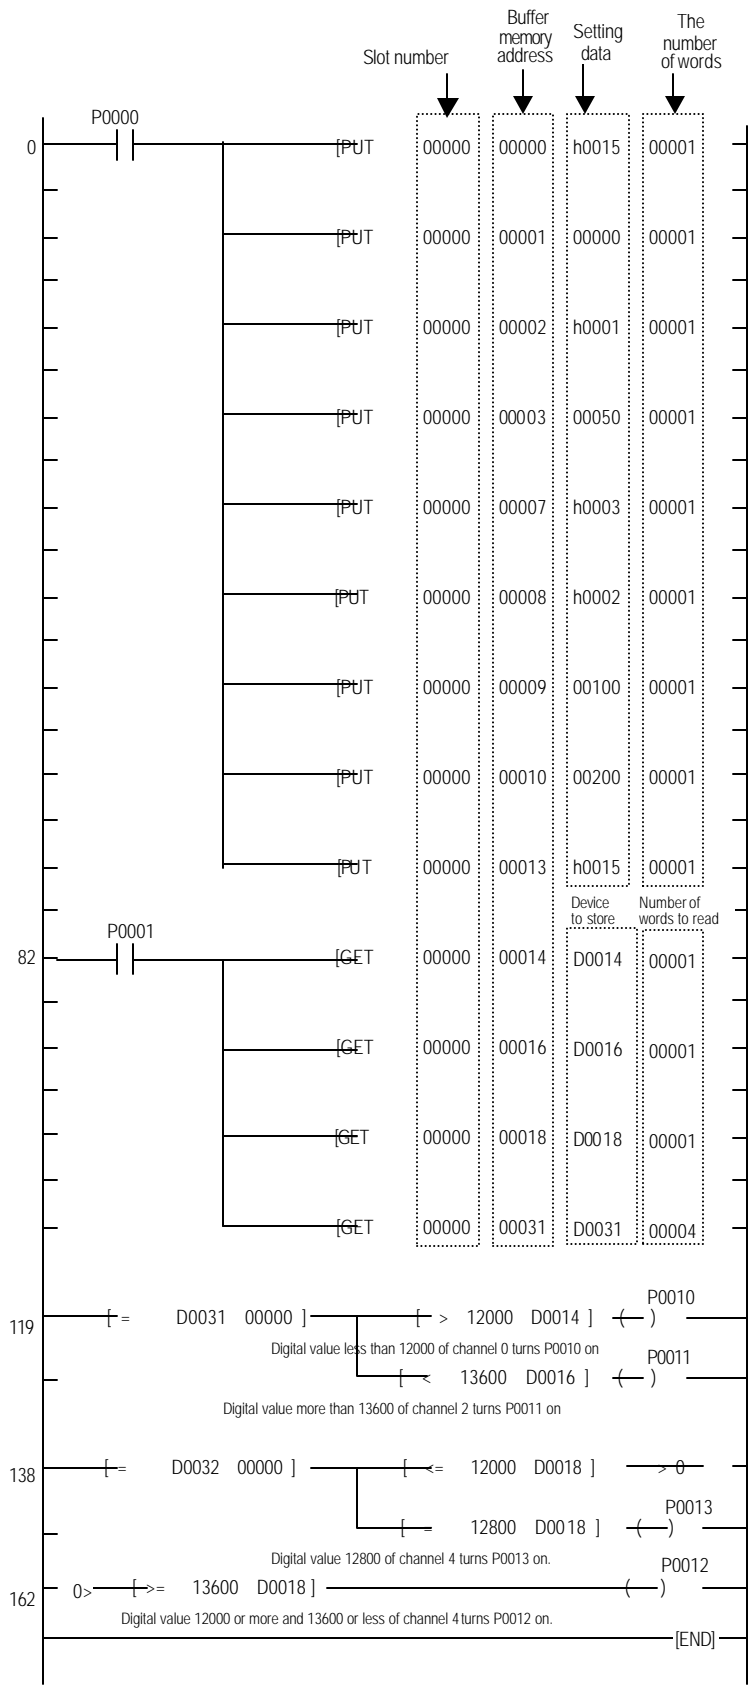 Slot number
Buffer
memory
address
Setting
data
The
number
of words
P0000
0 [PUT 00000 00000 h0015 00001
[PUT 00000 00001 00000 00001
[PUT 00000 00002 h0001 00001
[PUT 00000 00003 00050 00001
[PUT 00000 00007 h0003 00001
[PUT 00000 00008 h0002 00001
[PUT 00000 00009 00100 00001
[PUT 00000 00010 00200 00001
[PUT 00000 00013 h0015 00001
Device
to store
Number of
words to read
P0001
82 [GET 00000 00014 D0014 00001
[GET 00000 00016 D0016 00001
[GET 00000 00018 D0018 00001
[GET 00000 00031 D0031 00004
P0010
119 [ = D0031 00000 ] [ > 12000 D0014 ] ( )
Digital value less than 12000 of channel 0 turns P0010 on
P0011
[ < 13600 D0016 ] ( )
Digital value more than 13600 of channel 2 turns P0011 on
138 [ = D0032 00000 ] [ <= 12000 D0018 ] > 0
P0013
[ = 12800 D0018 ] ( )
Digital value 12800 of channel 4 turns P0013 on.
P0012
162 0> [ >= 13600 D0018 ] ( )
Digital value 12000 or more and 13600 or less of channel 4 turns P0012 on.
[END]